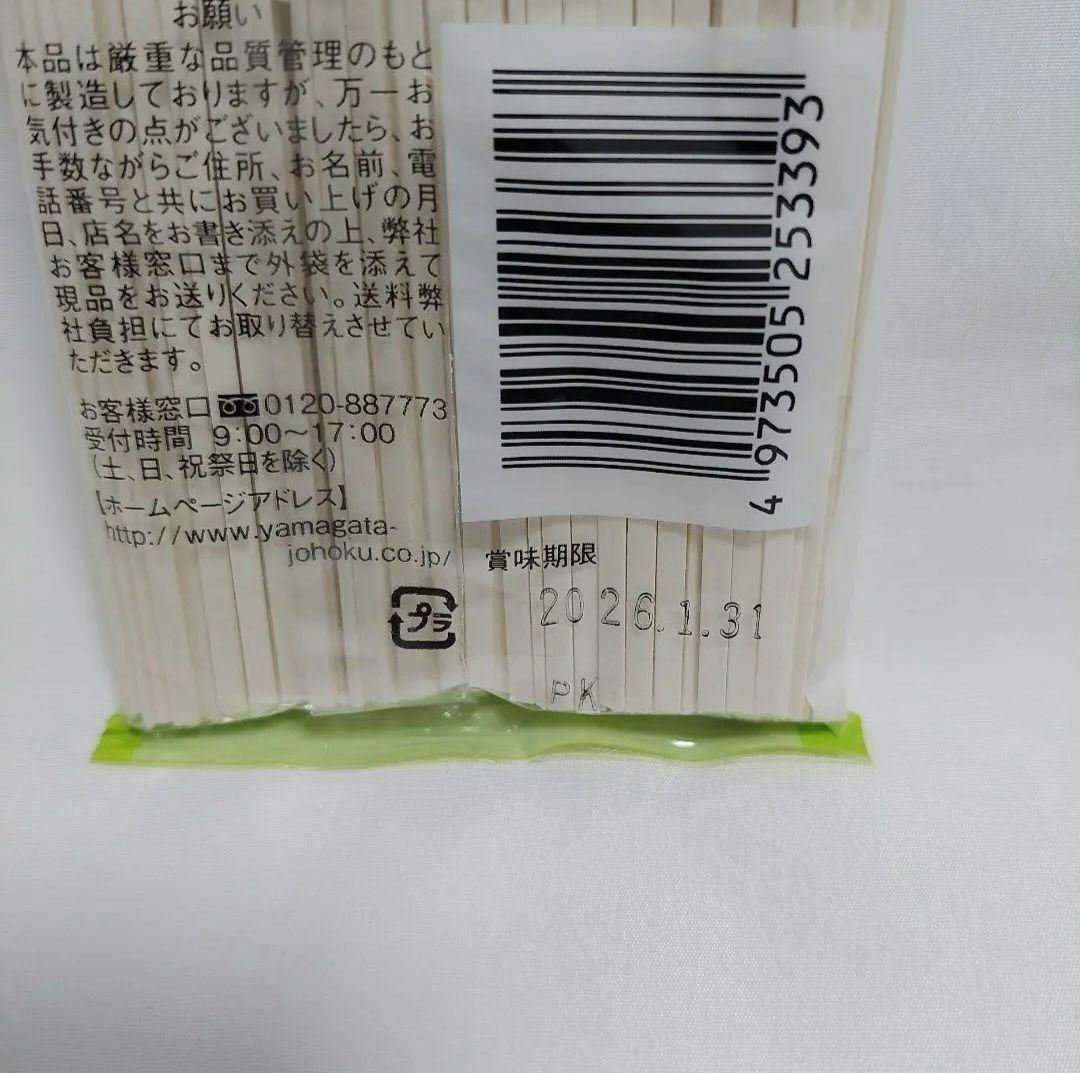 お願い
本品は厳重な品質管理のもと
に製造しておりますが、万一お
気付きの点がございましたら、お
手数ながらご住所、お名前、電
話番号と共にお買い上げの月
日、店名をお書き添えの上、弊社
お客様窓口まで外袋を添えて
現品をお送りください。送料弊
社負担にてお取り替えさせてい
ただきます。
お客様窓口 0120-887773
受付時間 9:00〜17:00
(土、日、祝祭日を除く)
【ホームページアドレス】
http://www.yamagata-
johoku.co.jp/
プラ
4 973505 253393
賞味期限
2026.1.31
PK